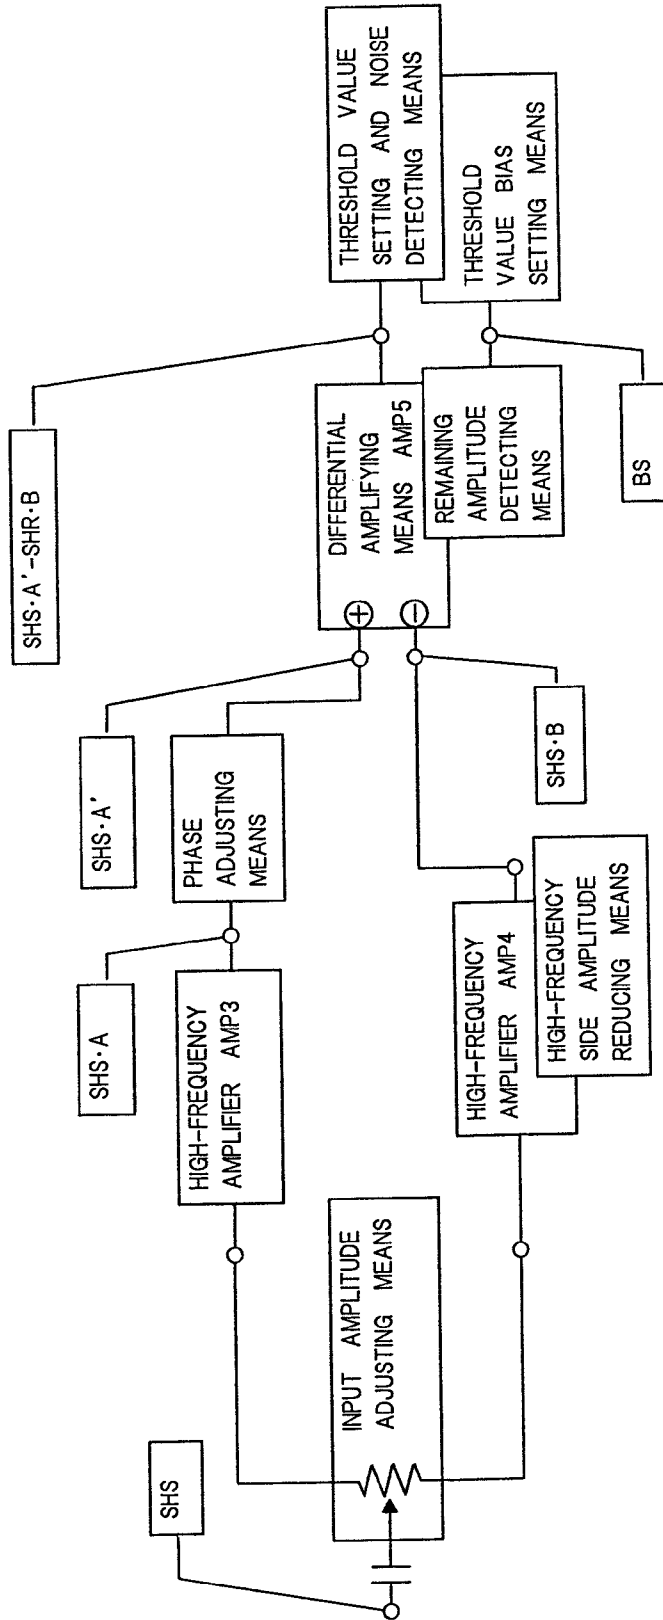 SHS
INPUT AMPLITUDE
ADJUSTING MEANS
HIGH-FREQUENCY
AMPLIFIER AMP3
SHS·A
PHASE
ADJUSTING
MEANS
SHS·A'
HIGH-FREQUENCY
AMPLIFIER AMP4
HIGH-FREQUENCY
SIDE AMPLITUDE
REDUCING MEANS
SHS·B
+
−
DIFFERENTIAL
AMPLIFYING
MEANS AMP5
REMAINING
AMPLITUDE
DETECTING
MEANS
SHS·A'-SHR·B
BS
THRESHOLD VALUE
SETTING AND NOISE
DETECTING MEANS
THRESHOLD
VALUE BIAS
SETTING MEANS